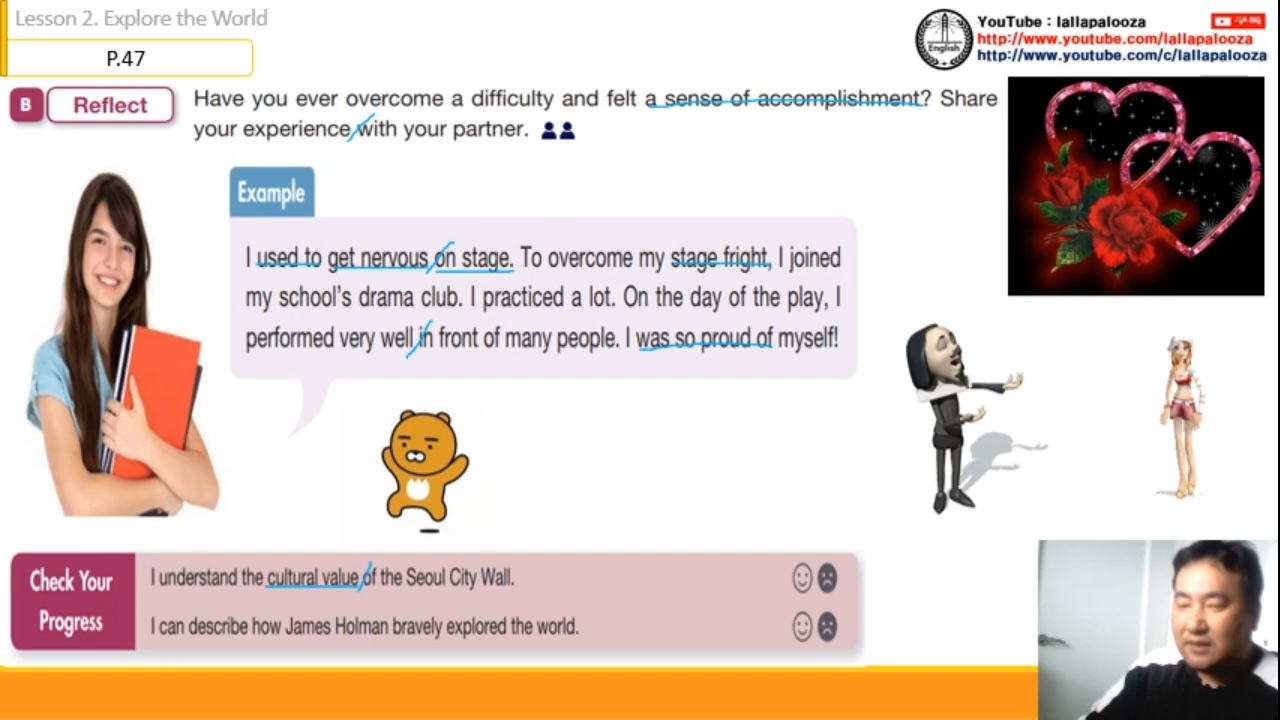 Lesson 2. Explore the World
P.47
YouTube : lallapalooza
http://www.youtube.com/lallapalooza
http://www.youtube.com/c/lallapalooza
English
B
Reflect
Have you ever overcome a difficulty and felt a sense of accomplishment? Share
your experience with your partner.
Example
I used to get nervous on stage. To overcome my stage fright, I joined
my school's drama club. I practiced a lot. On the day of the play, I
performed very well in front of many people. I was so proud of myself!
Check Your
Progress
I understand the cultural value of the Seoul City Wall.
I can describe how James Holman bravely explored the world.